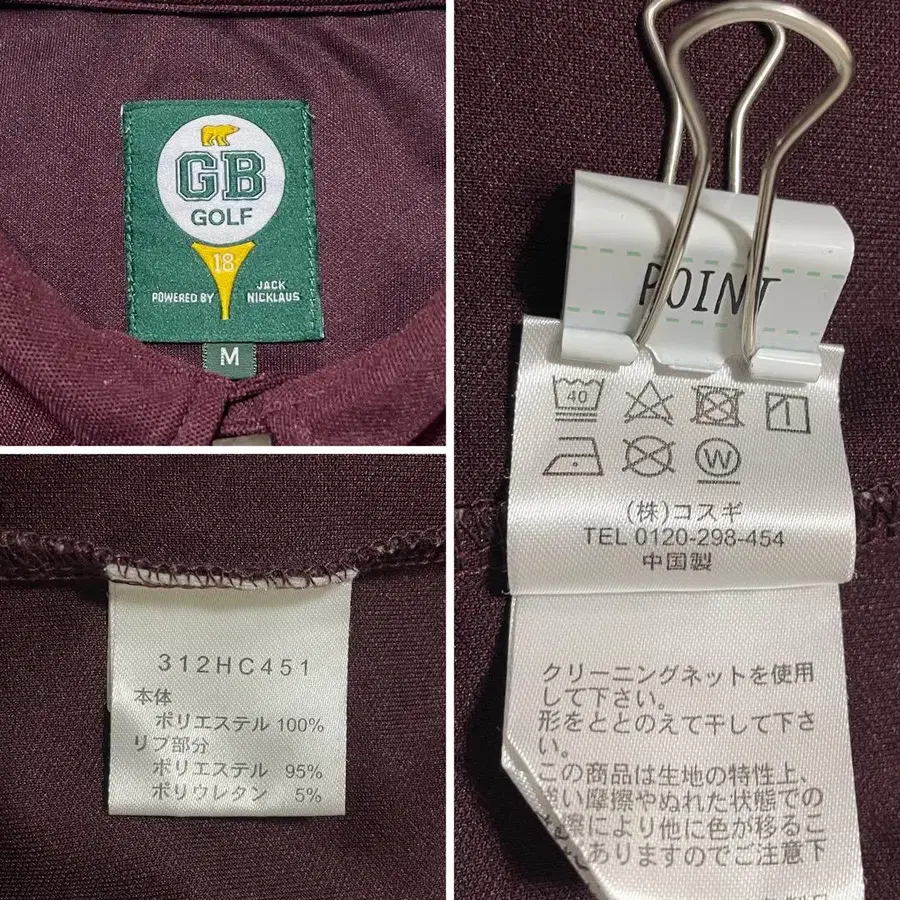 GB
GOLF
18
POWERED BY JACK NICKLAUS
M
312HC451
本体
ポリエステル 100%
リブ部分
ポリエステル 95%
ポリウレタン 5%
POINT
40
W
(株)コスギ
TEL 0120-298-454
中国製
クリーニングネットを使用
して下さい。
形をととのえて干して下さ
い。
この商品は生地の特性上、
強い摩擦やぬれた状態での
擦により他に色が移るこ
ありますのでご注意下